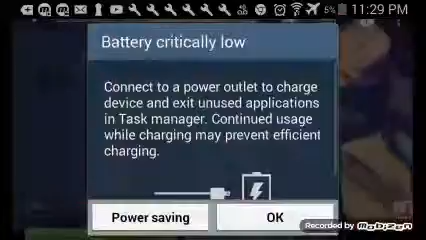 5% 11:29 PM
Battery critically low
Connect to a power outlet to charge
device and exit unused applications
in Task manager. Continued usage
while charging may prevent efficient
charging.
Power saving OK
Recorded by Mobizen